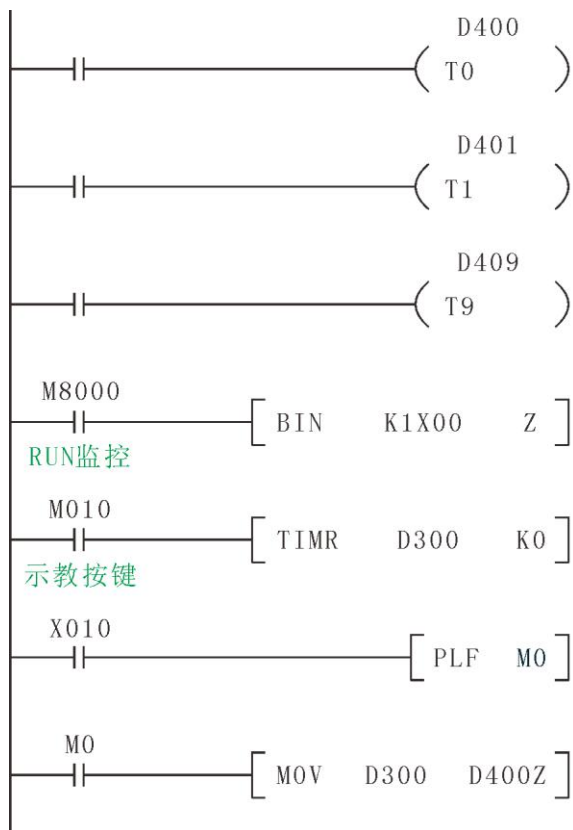 D400
T0
D401
T1
D409
T9
M8000
BIN K1X00 Z
RUN监控
M010
TIMR D300 K0
示教按键
X010
PLF M0
M0
MOV D300 D400Z